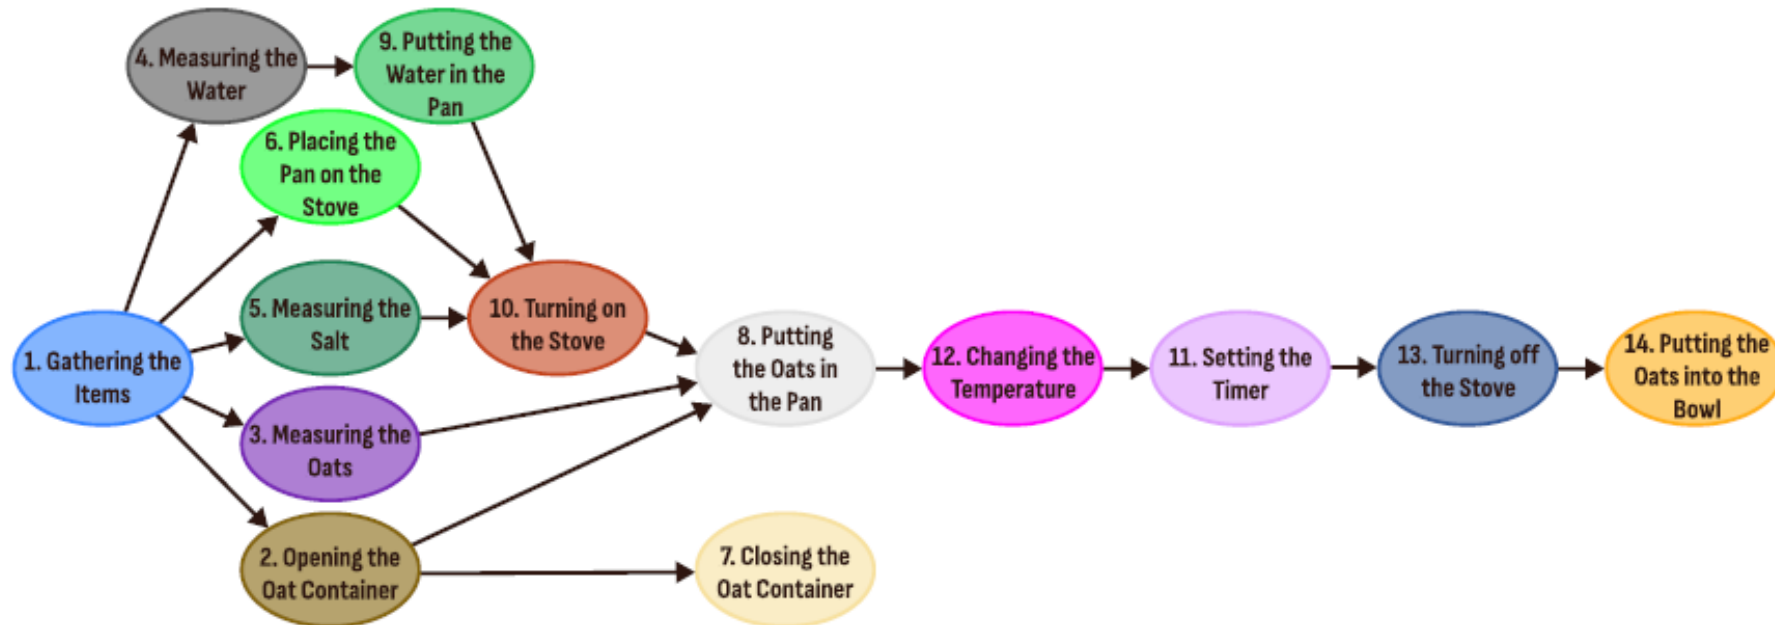 4. Measuring the
Water
9. Putting the
Water in the
Pan
6. Placing the
Pan on the
Stove
5. Measuring the
Salt
10. Turning on
the Stove
1. Gathering the
Items
3. Measuring the
Oats
2. Opening the
Oat Container
8. Putting
the Oats in
the Pan
7. Closing the
Oat Container
12. Changing the
Temperature
11. Setting the
Timer
13. Turning off
the Stove
14. Putting the
Oats into the
Bowl